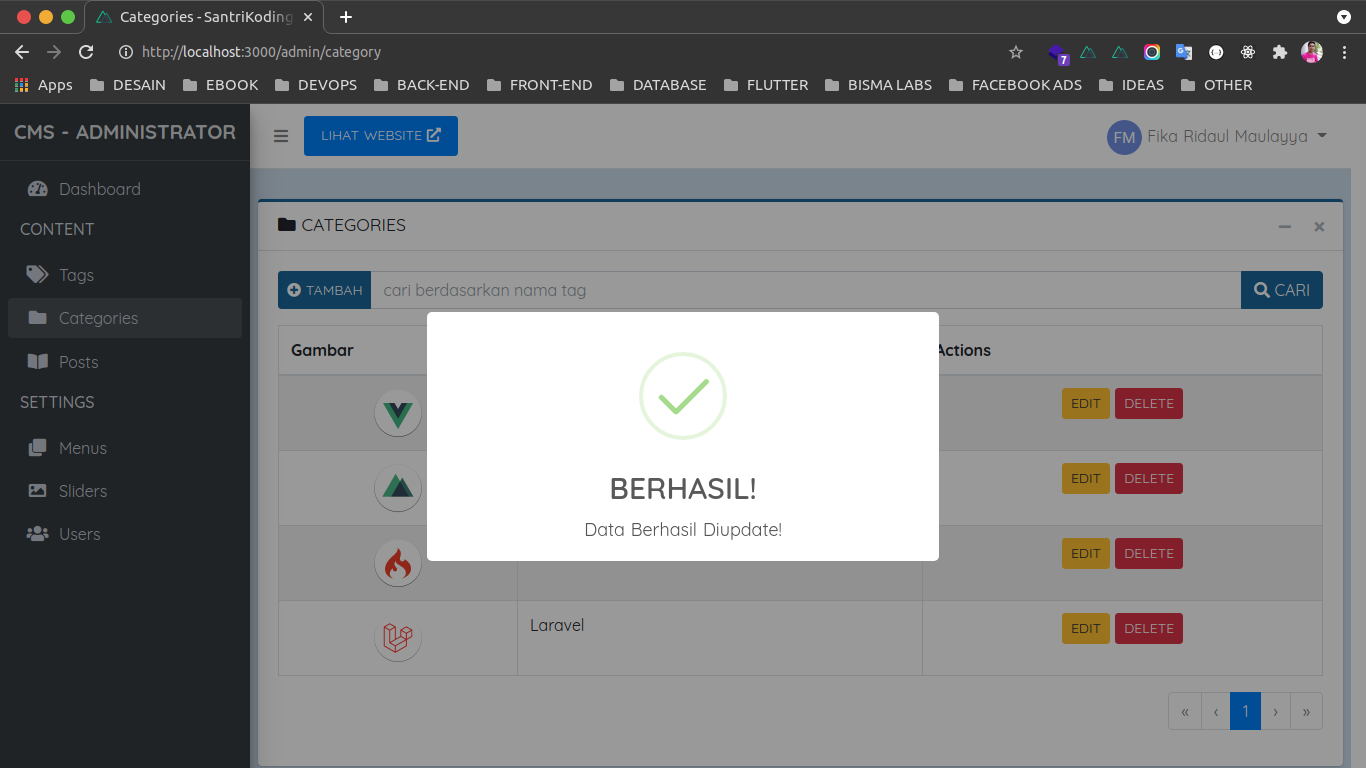 Categories - SantriKoding
http://localhost:3000/admin/category
7
Apps DESAIN EBOOK DEVOPS BACK-END FRONT-END DATABASE FLUTTER BISMA LABS FACEBOOK ADS IDEAS OTHER
CMS - ADMINISTRATOR
LIHAT WEBSITE
FM Fika Ridaul Maulayya
Dashboard
CONTENT
Tags
Categories
Posts
SETTINGS
Menus
Sliders
Users
CATEGORIES
TAMBAH cari berdasarkan nama tag CARI
Gambar Actions
EDIT DELETE
EDIT DELETE
EDIT DELETE
Laravel EDIT DELETE
BERHASIL!
Data Berhasil Diupdate!
« ‹ 1 › »